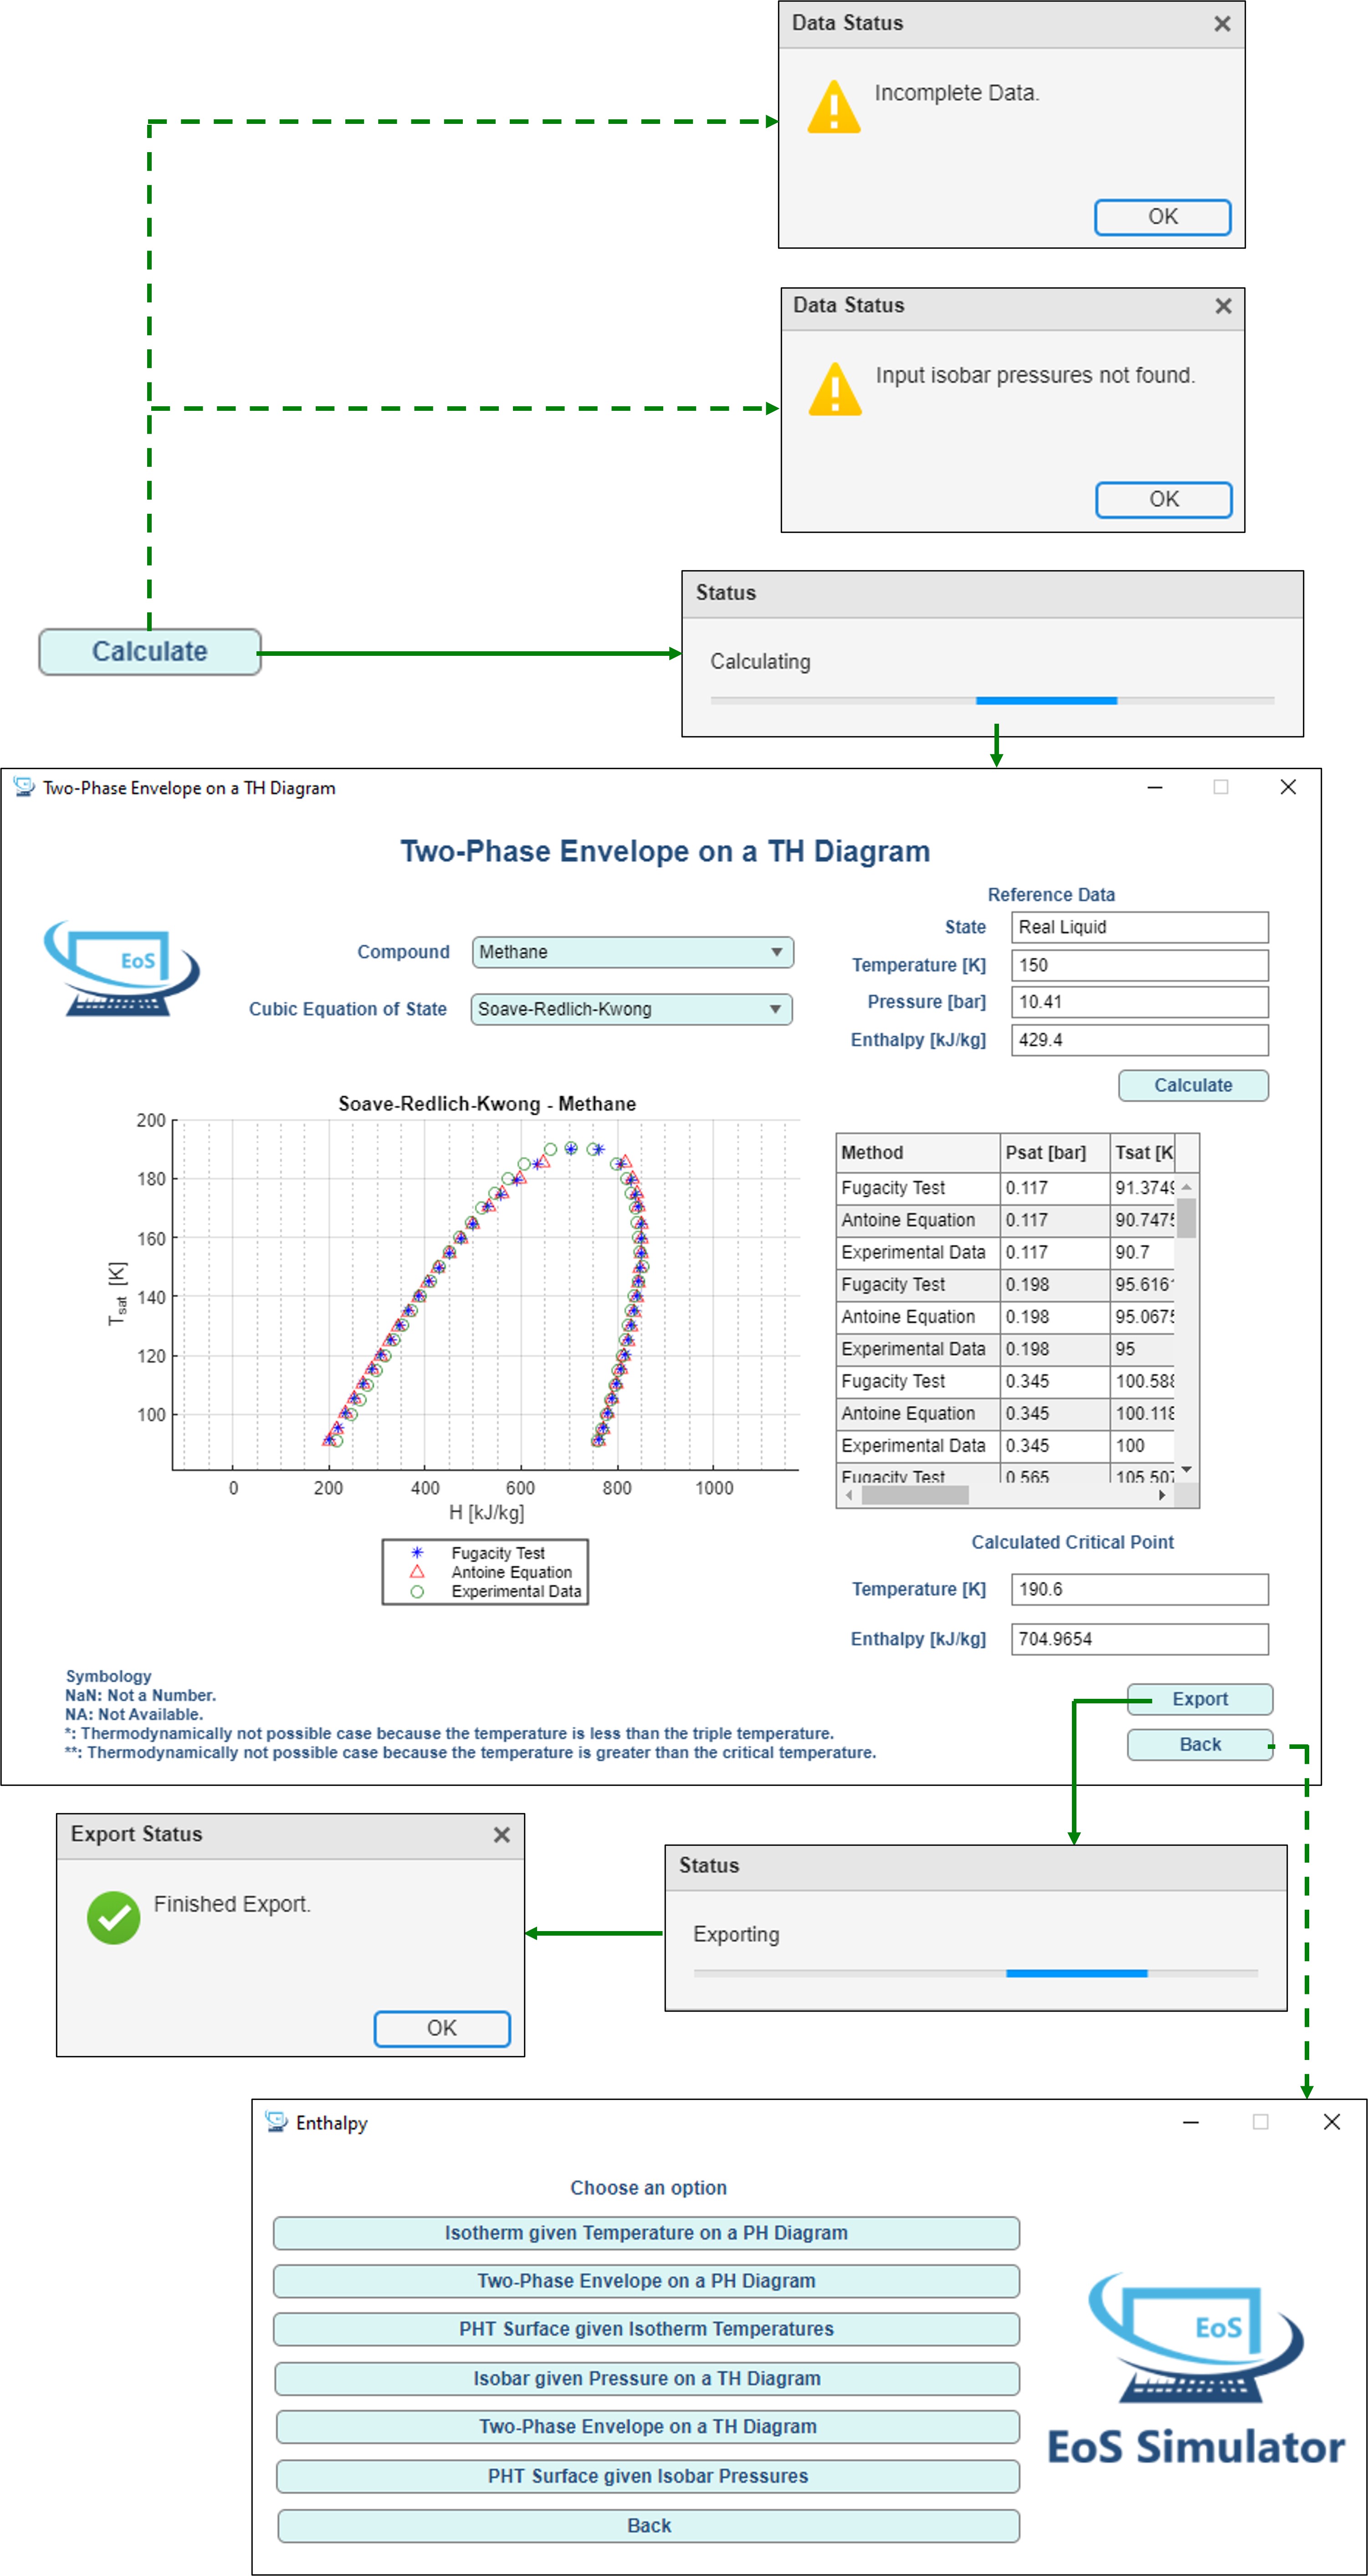 Data Status
Incomplete Data.
OK
Data Status
Input isobar pressures not found.
OK
Status
Calculate
Calculating
Two-Phase Envelope on a TH Diagram
Two-Phase Envelope on a TH Diagram
Reference Data
State Real Liquid
EoS
Compound Methane
Temperature [K] 150
Pressure [bar] 10.41
Cubic Equation of State Soave-Redlich-Kwong
Enthalpy [kJ/kg] 429.4
Calculate
Soave-Redlich-Kwong - Methane
200
180
160
140
120
100
Tsat [K]
0 200 400 600 800 1000
H [kJ/kg]
Fugacity Test
Antoine Equation
Experimental Data
Method Psat [bar] Tsat [K
Fugacity Test 0.117 91.3749
Antoine Equation 0.117 90.7475
Experimental Data 0.117 90.7
Fugacity Test 0.198 95.616
Antoine Equation 0.198 95.0675
Experimental Data 0.198 95
Fugacity Test 0.345 100.588
Antoine Equation 0.345 100.118
Experimental Data 0.345 100
Fugacity Test 0.565 105.507
Calculated Critical Point
Temperature [K] 190.6
Enthalpy [kJ/kg] 704.9654
Symbology
NaN: Not a Number.
NA: Not Available.
*: Thermodynamically not possible case because the temperature is less than the triple temperature.
**: Thermodynamically not possible case because the temperature is greater than the critical temperature.
Export
Back
Export Status
Finished Export.
OK
Status
Exporting
Enthalpy
Choose an option
Isotherm given Temperature on a PH Diagram
Two-Phase Envelope on a PH Diagram
PHT Surface given Isotherm Temperatures
Isobar given Pressure on a TH Diagram
Two-Phase Envelope on a TH Diagram
PHT Surface given Isobar Pressures
Back
EoS
EoS Simulator